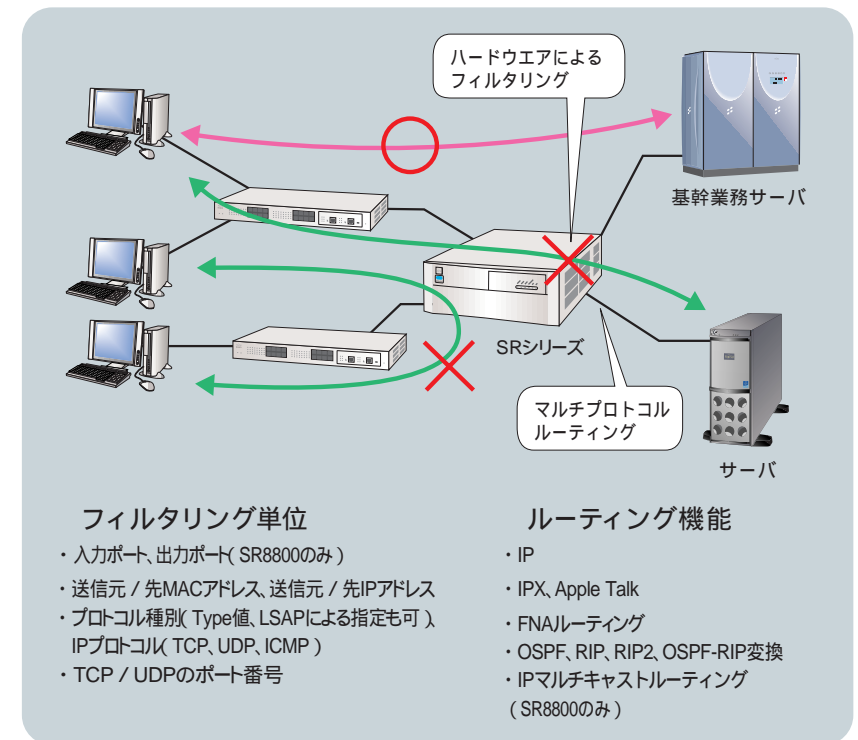 ハードウエアによる
フィルタリング
基幹業務サーバ
SRシリーズ
マルチプロトコル
ルーティング
サーバ
フィルタリング単位
・入力ポート、出力ポート( SR8800のみ )
・送信元 / 先MACアドレス、送信元 / 先IPアドレス
・プロトコル種別( Type値、LSAPによる指定も可 )、
IPプロトコル( TCP、UDP、ICMP )
・TCP / UDPのポート番号
ルーティング機能
・IP
・IPX、Apple Talk
・FNAルーティング
・OSPF、RIP、RIP2、OSPF-RIP変換
・IPマルチキャストルーティング
( SR8800のみ )